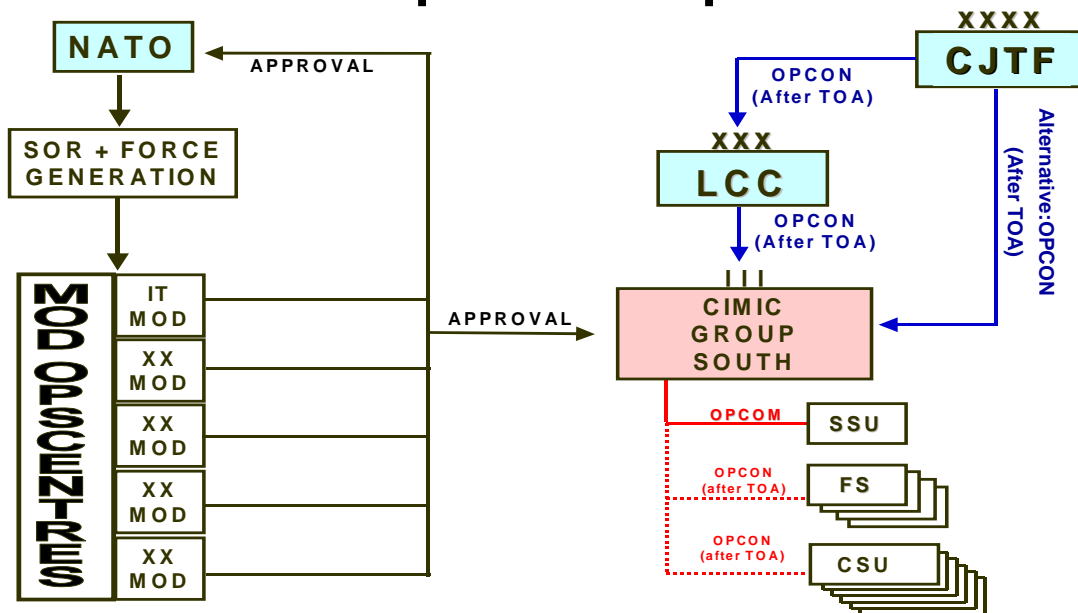 NATO
APPROVAL
SOR + FORCE
GENERATION
MOD OPSCENTRES
IT
MOD
XX
MOD
XX
MOD
XX
MOD
XX
MOD
APPROVAL
XXXX
CJTF
OPCON
(After TOA)
Alternative:OPCON
(After TOA)
XXX
LCC
OPCON
(After TOA)
III
CIMIC
GROUP
SOUTH
OPCOM
SSU
OPCON
(after TOA)
FS
OPCON
(after TOA)
CSU